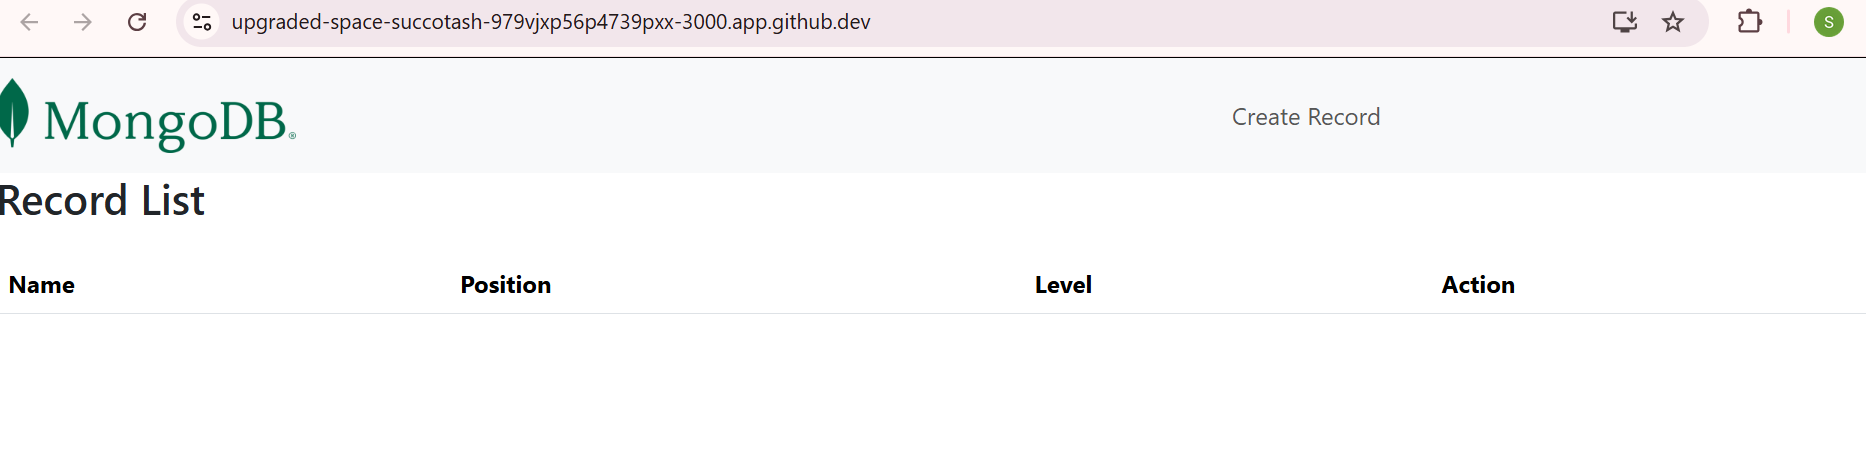 upgraded-space-succotash-979vjxp56p4739pxx-3000.app.github.dev
S
MongoDB®
Create Record
Record List
Name Position Level Action